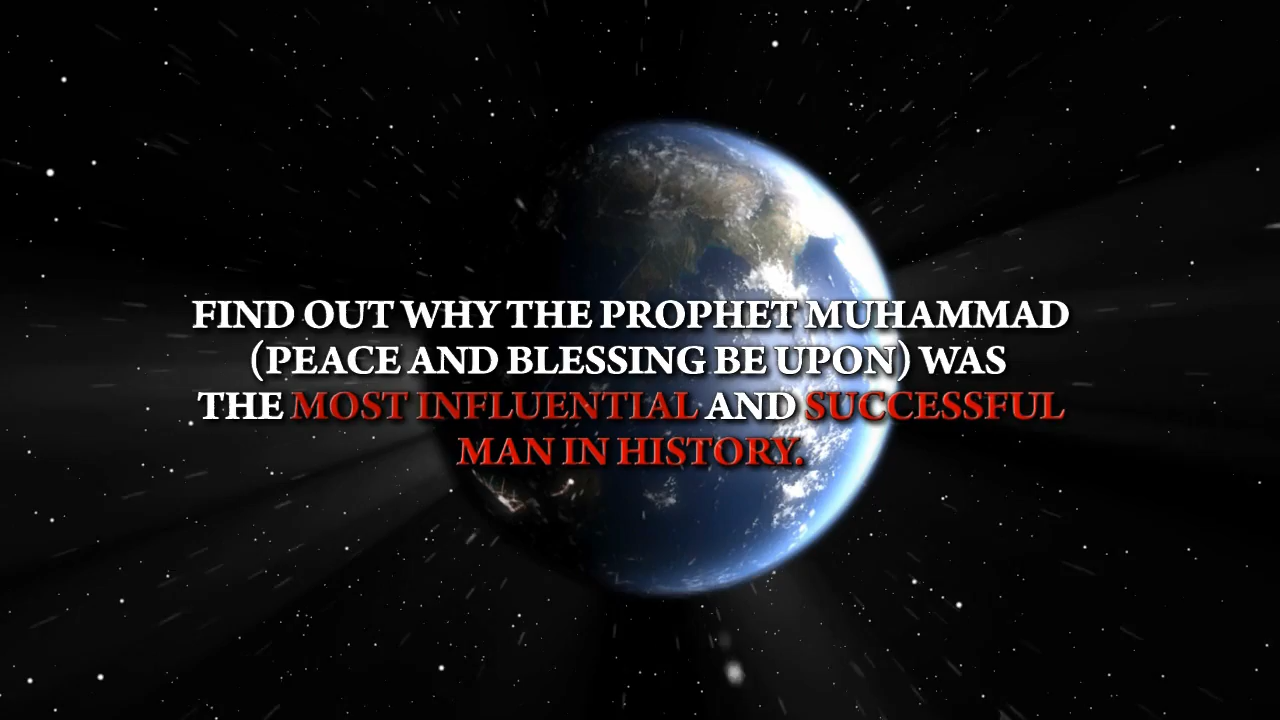 FIND OUT WHY THE PROPHET MUHAMMAD
(PEACE AND BLESSING BE UPON) WAS
THE MOST INFLUENTIAL AND SUCCESSFUL
MAN IN HISTORY.